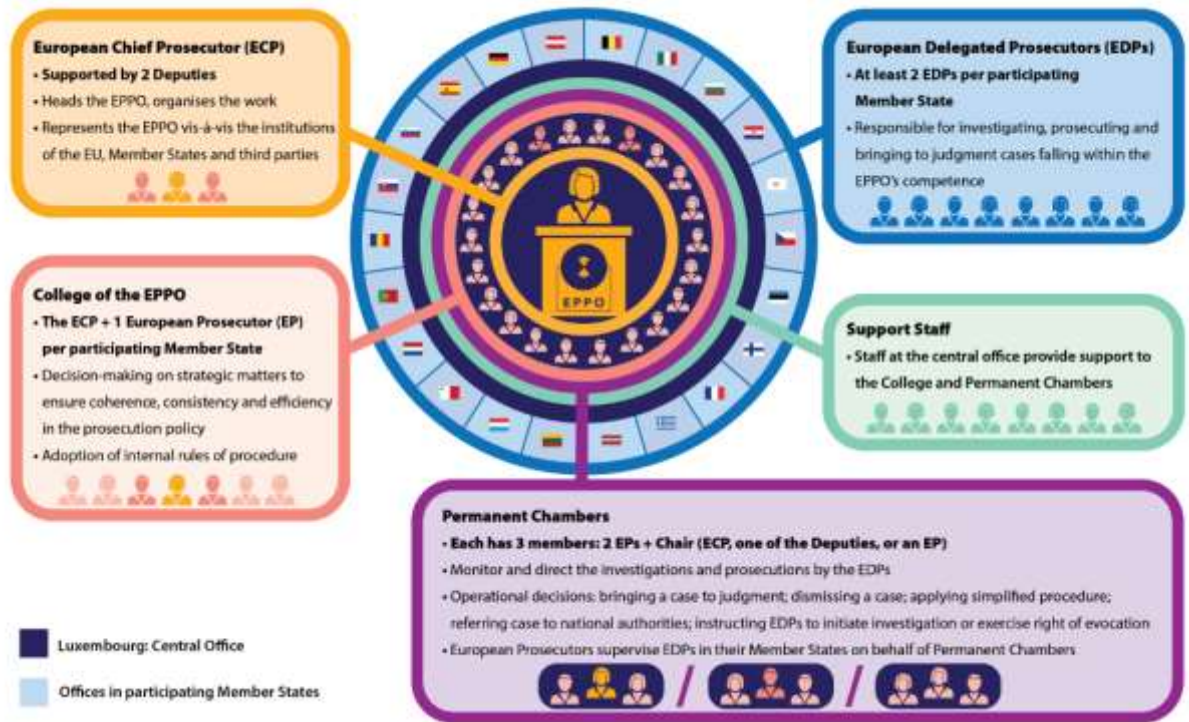 European Chief Prosecutor (ECP)
• Supported by 2 Deputies
• Heads the EPPO, organises the work
• Represents the EPPO vis-à-vis the institutions
of the EU, Member States and third parties
European Delegated Prosecutors (EDPs)
• At least 2 EDPs per participating
Member State
• Responsible for investigating, prosecuting and
bringing to judgment cases falling within the
EPPO's competence
EPPO
College of the EPPO
• The ECP + 1 European Prosecutor (EP)
per participating Member State
• Decision-making on strategic matters to
ensure coherence, consistency and efficiency
in the prosecution policy
• Adoption of internal rules of procedure
Support Staff
• Staff at the central office provide support to
the College and Permanent Chambers
Permanent Chambers
• Each has 3 members: 2 EPs + Chair (ECP, one of the Deputies, or an EP)
• Monitor and direct the investigations and prosecutions by the EDPs
• Operational decisions: bringing a case to judgment; dismissing a case; applying simplified procedure;
referring case to national authorities; instructing EDPs to initiate investigation or exercise right of evocation
• European Prosecutors supervise EDPs in their Member States on behalf of Permanent Chambers
Luxembourg: Central Office
Offices in participating Member States